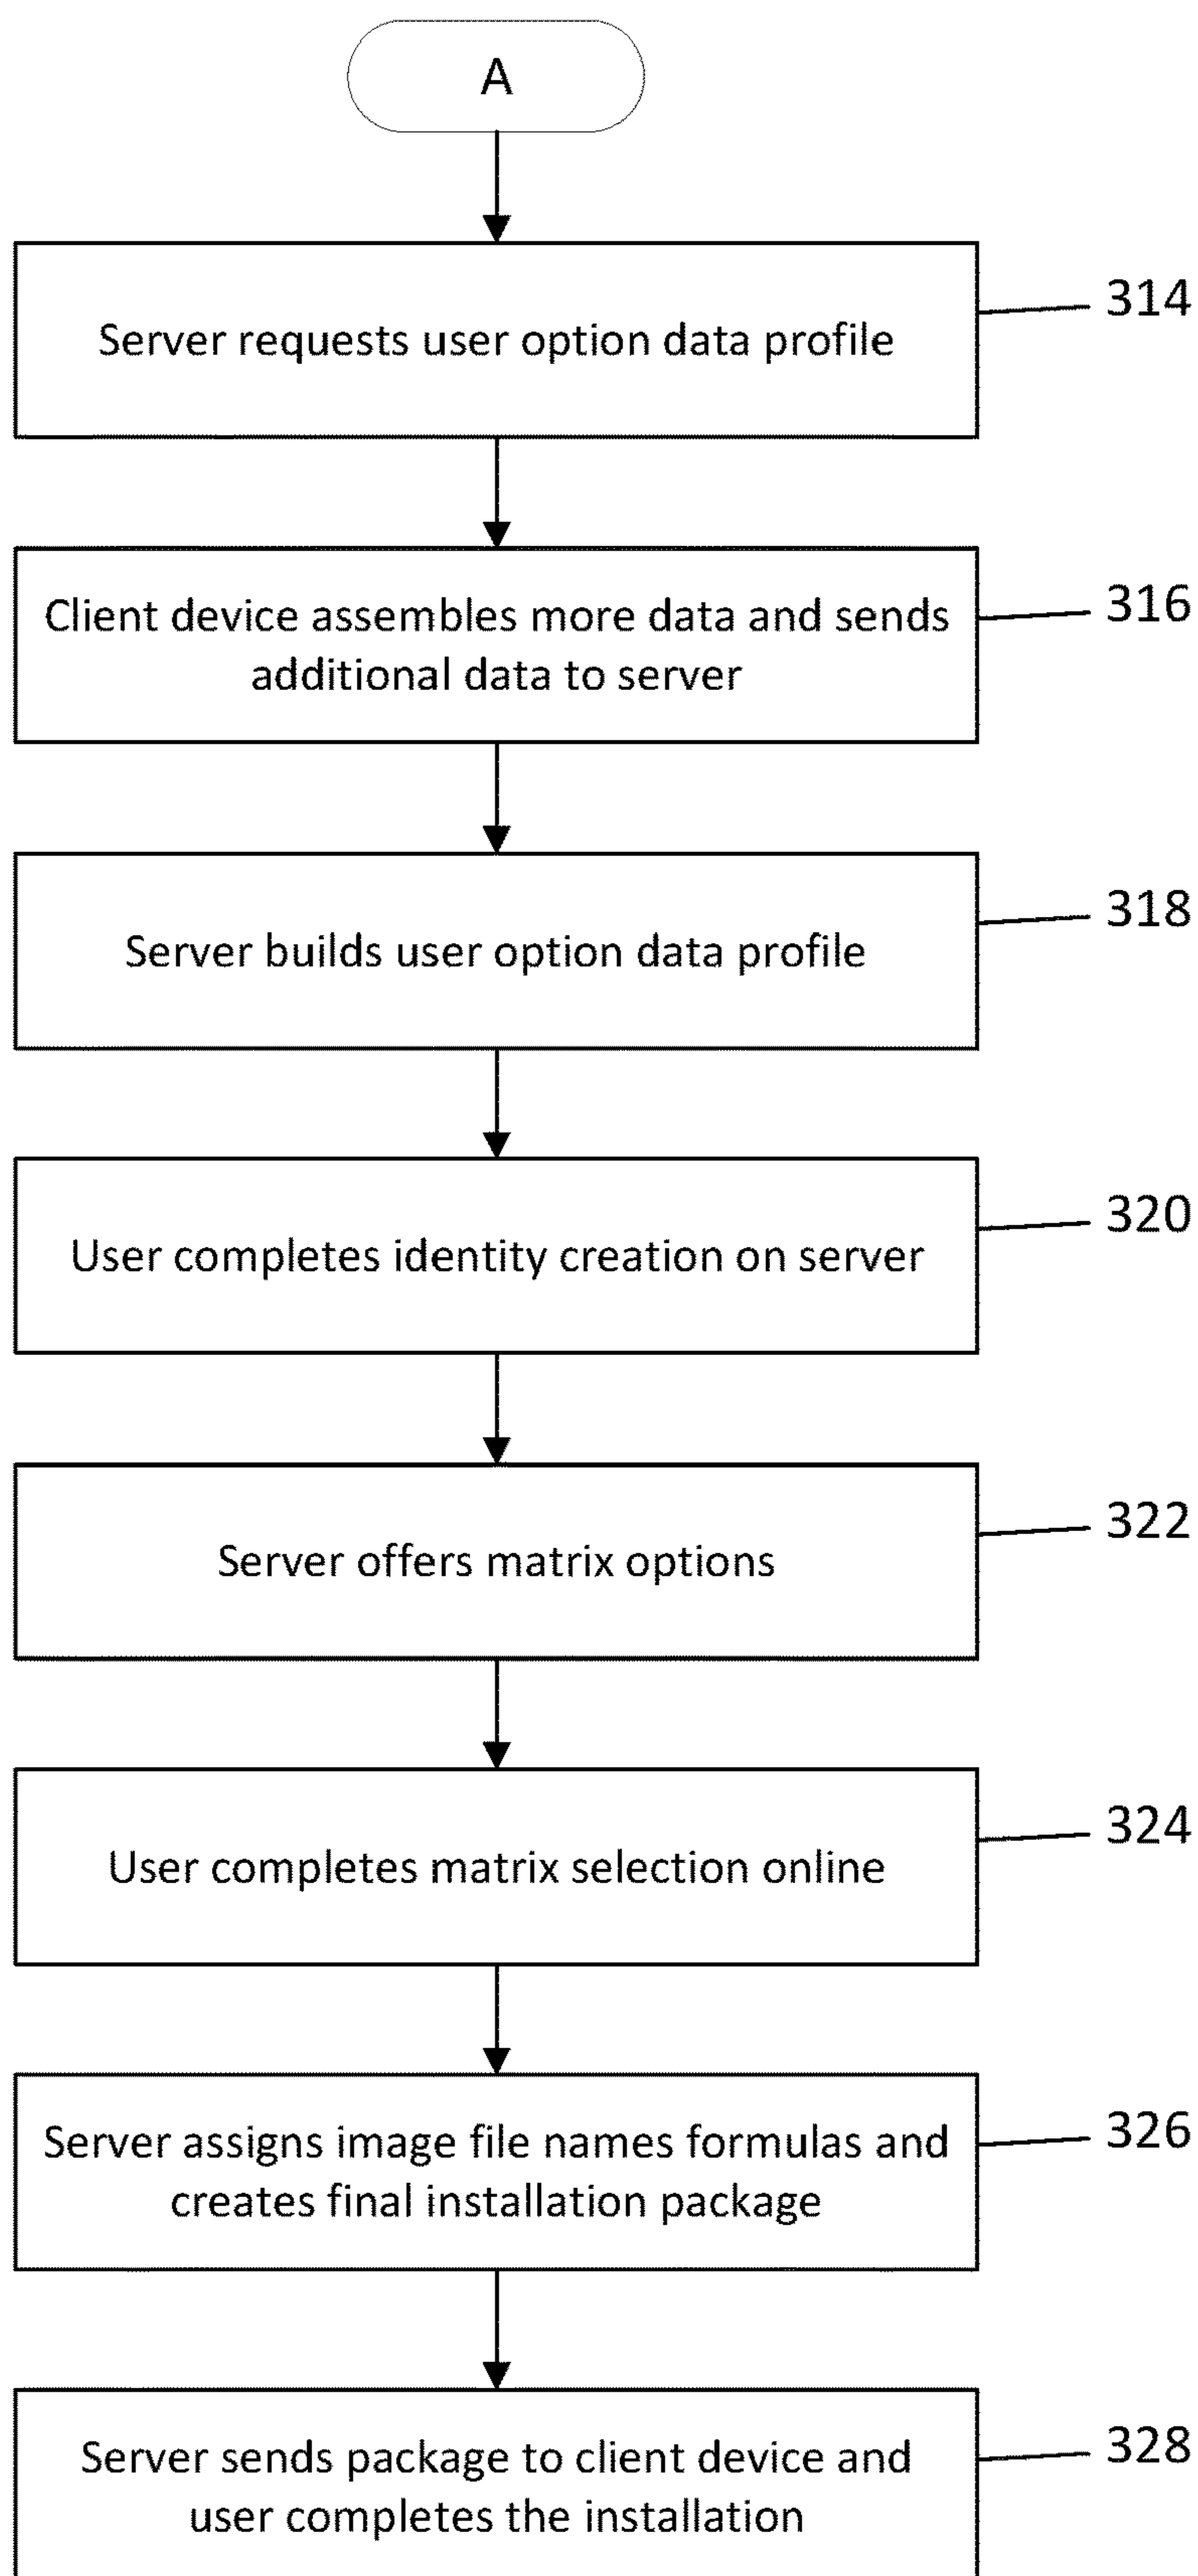 A
Server requests user option data profile
314
Client device assembles more data and sends
additional data to server
316
Server builds user option data profile
318
User completes identity creation on server
320
Server offers matrix options
322
User completes matrix selection online
324
Server assigns image file names formulas and
creates final installation package
326
Server sends package to client device and
user completes the installation
328